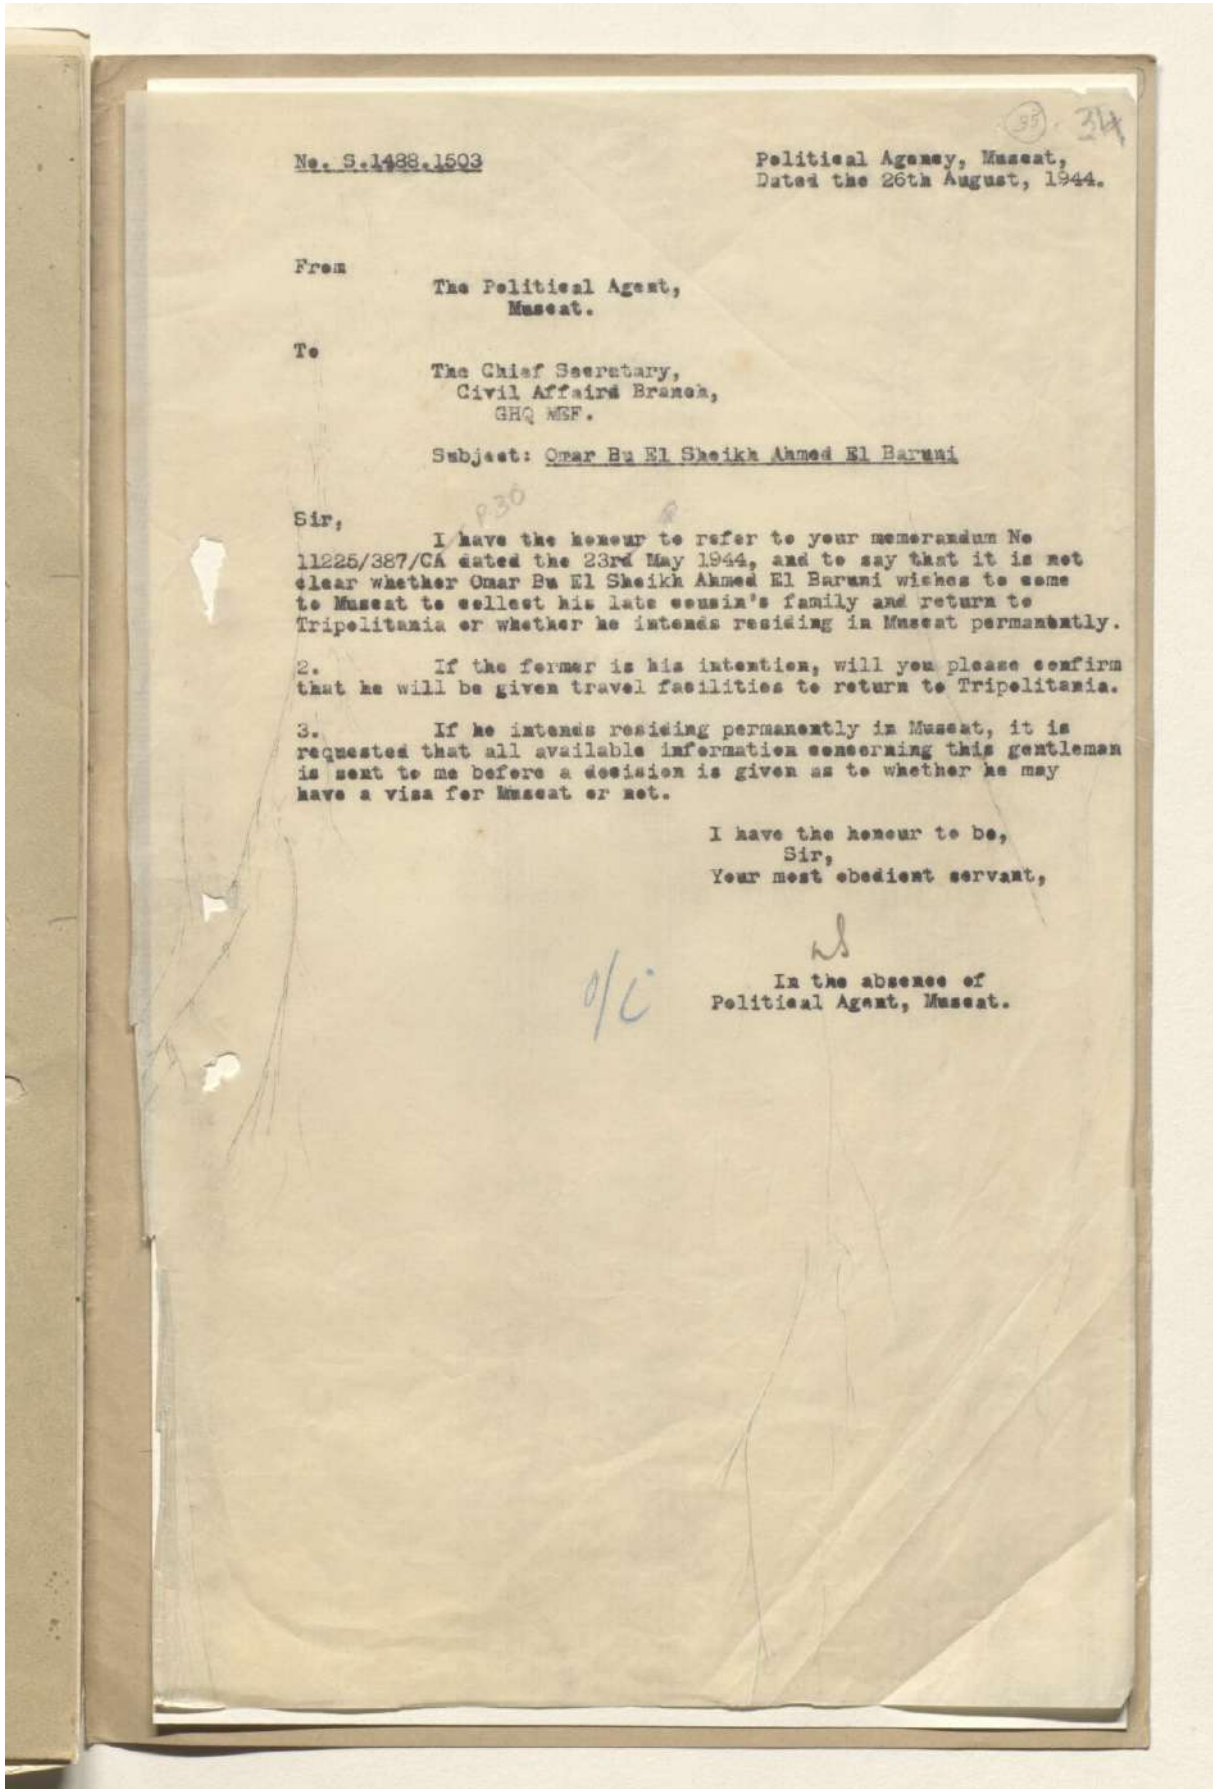 35 34
No. S.1488.1503
Political Agency, Muscat,
Dated the 26th August, 1944.
From
The Political Agent,
Muscat.
To
The Chief Secretary,
Civil Affaird Branch,
GHQ MEF.
Subject: Omar Bu El Sheikh Ahmed El Baruni
P30
Sir,
I have the honour to refer to your memorandum No
11225/387/CA dated the 23rd May 1944, and to say that it is not
clear whether Omar Bu El Sheikh Ahmed El Baruni wishes to come
to Muscat to collect his late cousin's family and return to
Tripolitania or whether he intends residing in Muscat permanently.
2. If the former is his intention, will you please confirm
that he will be given travel facilities to return to Tripolitania.
3. If he intends residing permanently in Muscat, it is
requested that all available information concerning this gentleman
is sent to me before a decision is given as to whether he may
have a visa for Muscat or not.
I have the honour to be,
Sir,
Your most obedient servant,
In the absence of
Political Agent, Muscat.